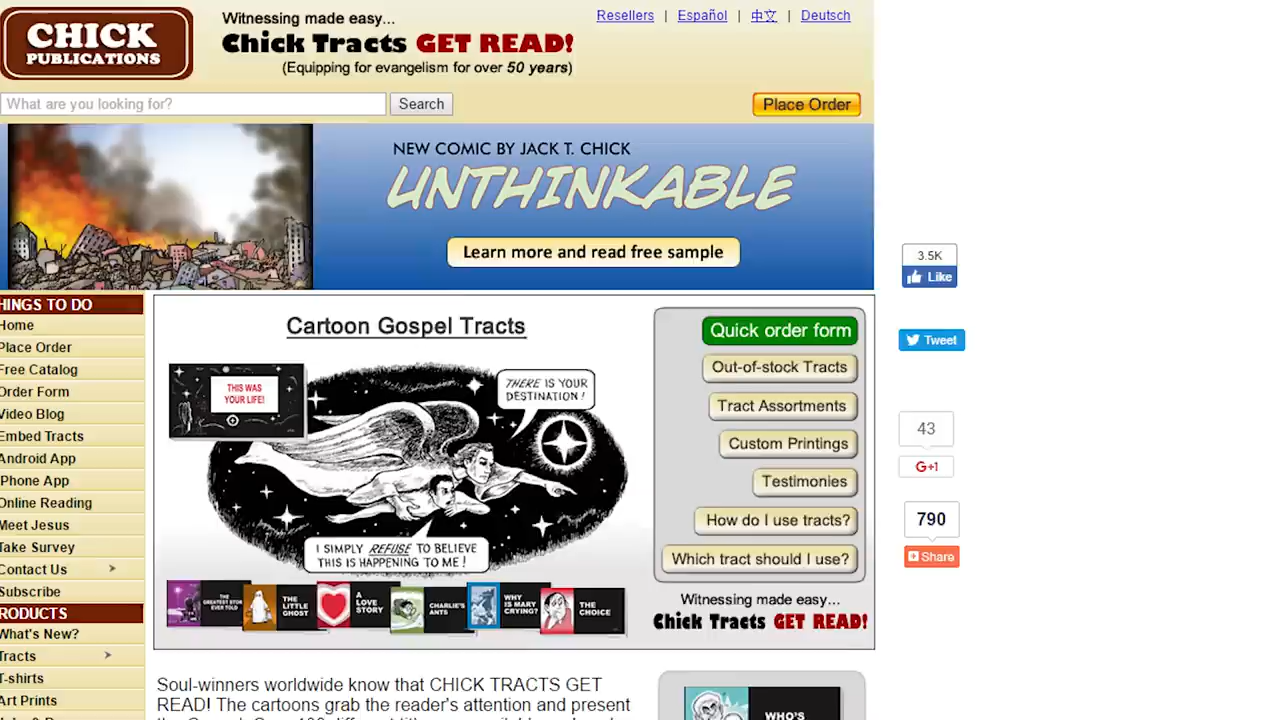 CHICK
PUBLICATIONS
Witnessing made easy...
Chick Tracts GET READ!
(Equipping for evangelism for over 50 years)
Resellers | Español | 中文 | Deutsch
What are you looking for?
Search
Place Order
NEW COMIC BY JACK T. CHICK
UNTHINKABLE
Learn more and read free sample
3.5K
Like
Tweet
43
G+1
790
Share
HINGS TO DO
Home
Place Order
Free Catalog
Order Form
Video Blog
Embed Tracts
Android App
Phone App
Online Reading
Meet Jesus
Take Survey
Contact Us
Subscribe
RODUCTS
What's New?
Tracts
T-shirts
Art Prints
Cartoon Gospel Tracts
THIS WAS
YOUR LIFE!
THERE IS YOUR
DESTINATION!
I SIMPLY REFUSE TO BELIEVE
THIS IS HAPPENING TO ME!
THE
GREATEST STORY
EVER TOLD
THE
LITTLE
GHOST
A
LOVE
STORY
CHARLIE'S
ANTS
WHY
IS MARY
CRYING?
THE
CHOICE
Quick order form
Out-of-stock Tracts
Tract Assortments
Custom Printings
Testimonies
How do I use tracts?
Which tract should I use?
Witnessing made easy...
Chick Tracts GET READ!
Soul-winners worldwide know that CHICK TRACTS GET
READ! The cartoons grab the reader's attention and present
WHO'S